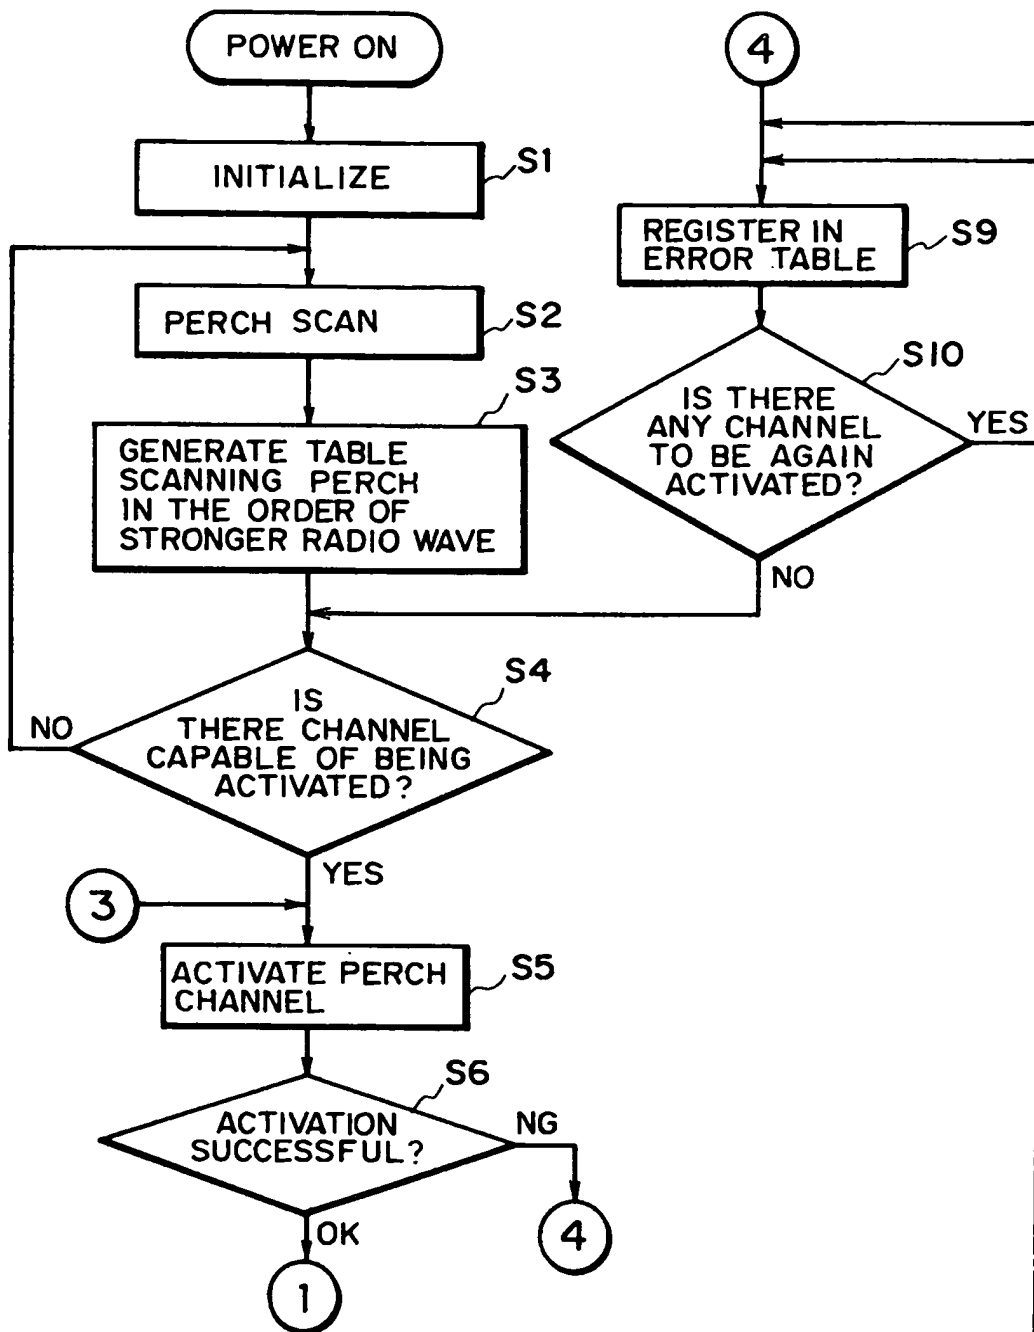 POWER ON
INITIALIZE
S1
PERCH SCAN
S2
S3
GENERATE TABLE
SCANNING PERCH
IN THE ORDER OF
STRONGER RADIO WAVE
S4
IS
THERE CHANNEL
CAPABLE OF BEING
ACTIVATED?
NO
YES
3
ACTIVATE PERCH
CHANNEL
S5
S6
ACTIVATION
SUCCESSFUL?
NG
4
OK
1
4
REGISTER IN
ERROR TABLE
S9
S10
IS THERE
ANY CHANNEL
TO BE AGAIN
ACTIVATED?
YES
NO